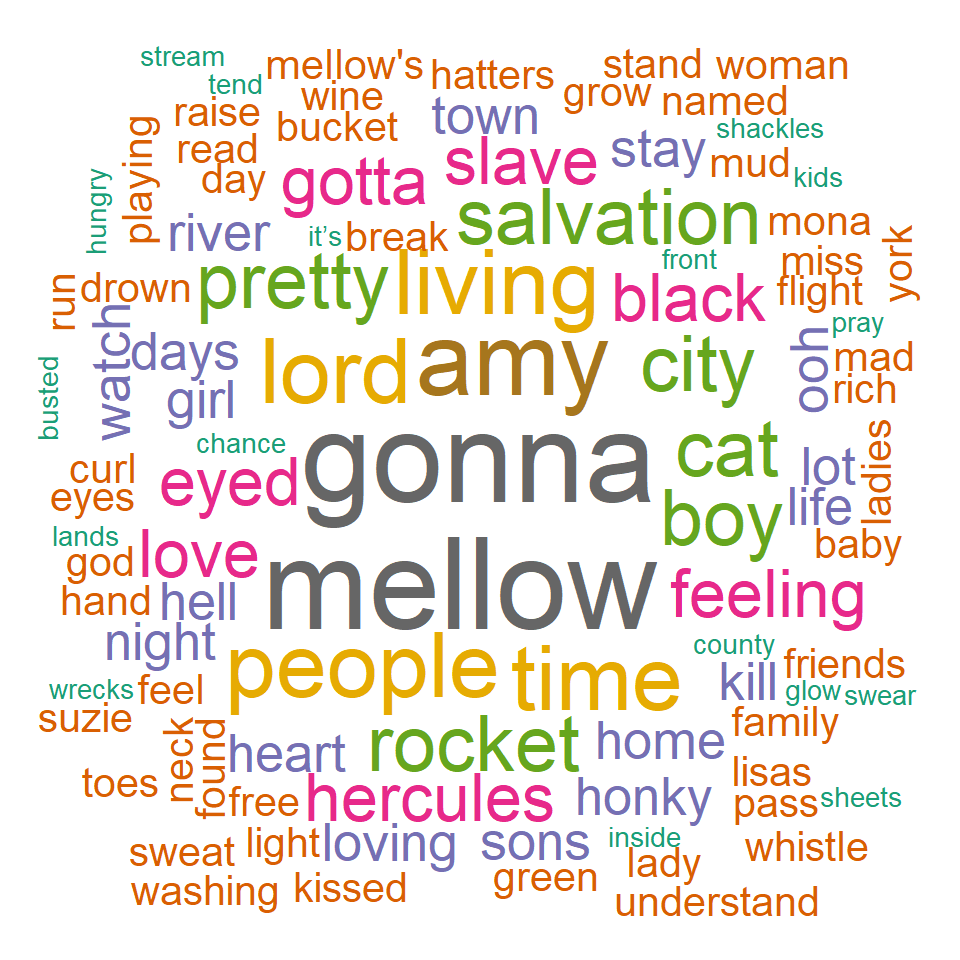 stream
mellow's
hatters
stand
woman
tend
wine
grow
named
raise
bucket
town
shackles
playing
read
slave
stay
mud
kids
hungry
day
gotta
salvation
mona
river
it’s
break
front
miss
york
run
drown
pretty
living
black
flight
watch
days
lord
amy
city
ooh
pray
mad
rich
busted
girl
chance
gonna
cat
lot
ladies
curl
eyes
eyed
boy
life
baby
lands
god
love
mellow
feeling
hand
hell
night
people
time
county
kill
friends
wrecks
feel
glow
swear
suzie
neck
found
heart
rocket
home
family
toes
free
hercules
honky
lisas
pass
sheets
sweat
light
loving
sons
inside
lady
whistle
washing
kissed
green
understand